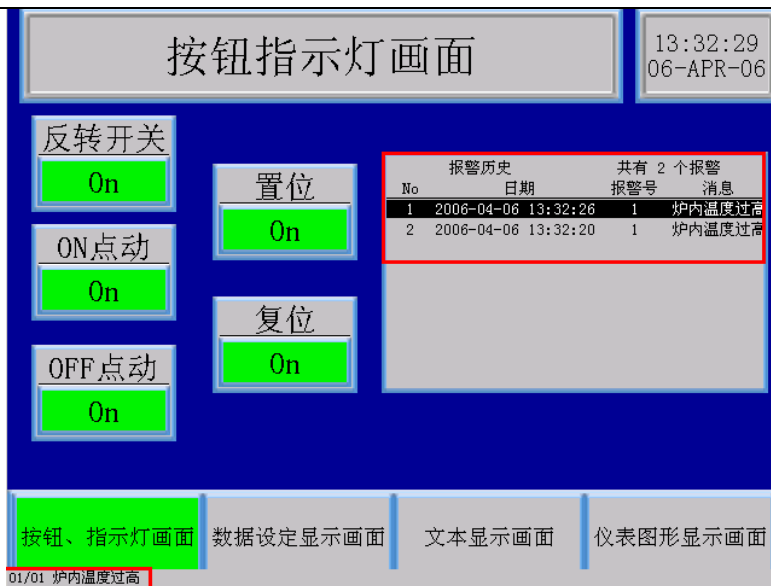 按钮指示灯画面
13:32:29
06-APR-06
反转开关
On
ON点动
On
OFF点动
On
置位
On
复位
On
报警历史 共有 2 个报警
No 日期 报警号 消息
1 2006-04-06 13:32:26 1 炉内温度过高
2 2006-04-06 13:32:20 1 炉内温度过高
按钮、指示灯画面 数据设定显示画面 文本显示画面 仪表图形显示画面
01/01 炉内温度过高